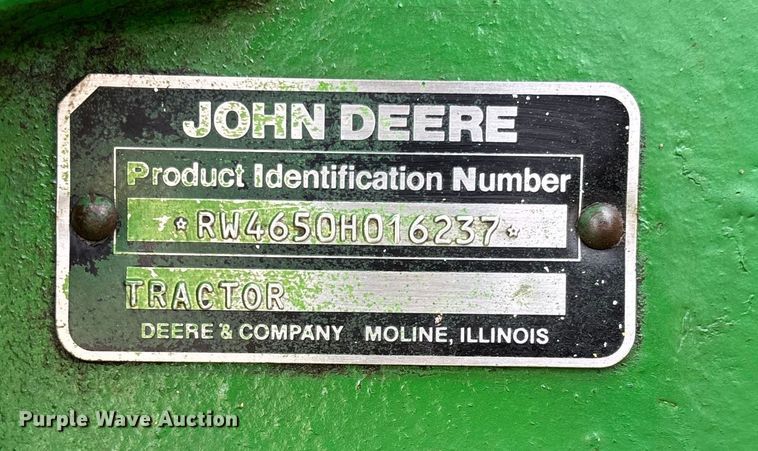 JOHN DEERE
Product Identification Number
*RW4650H016237*
TRACTOR
DEERE & COMPANY MOLINE, ILLINOIS
Purple Wave Auction